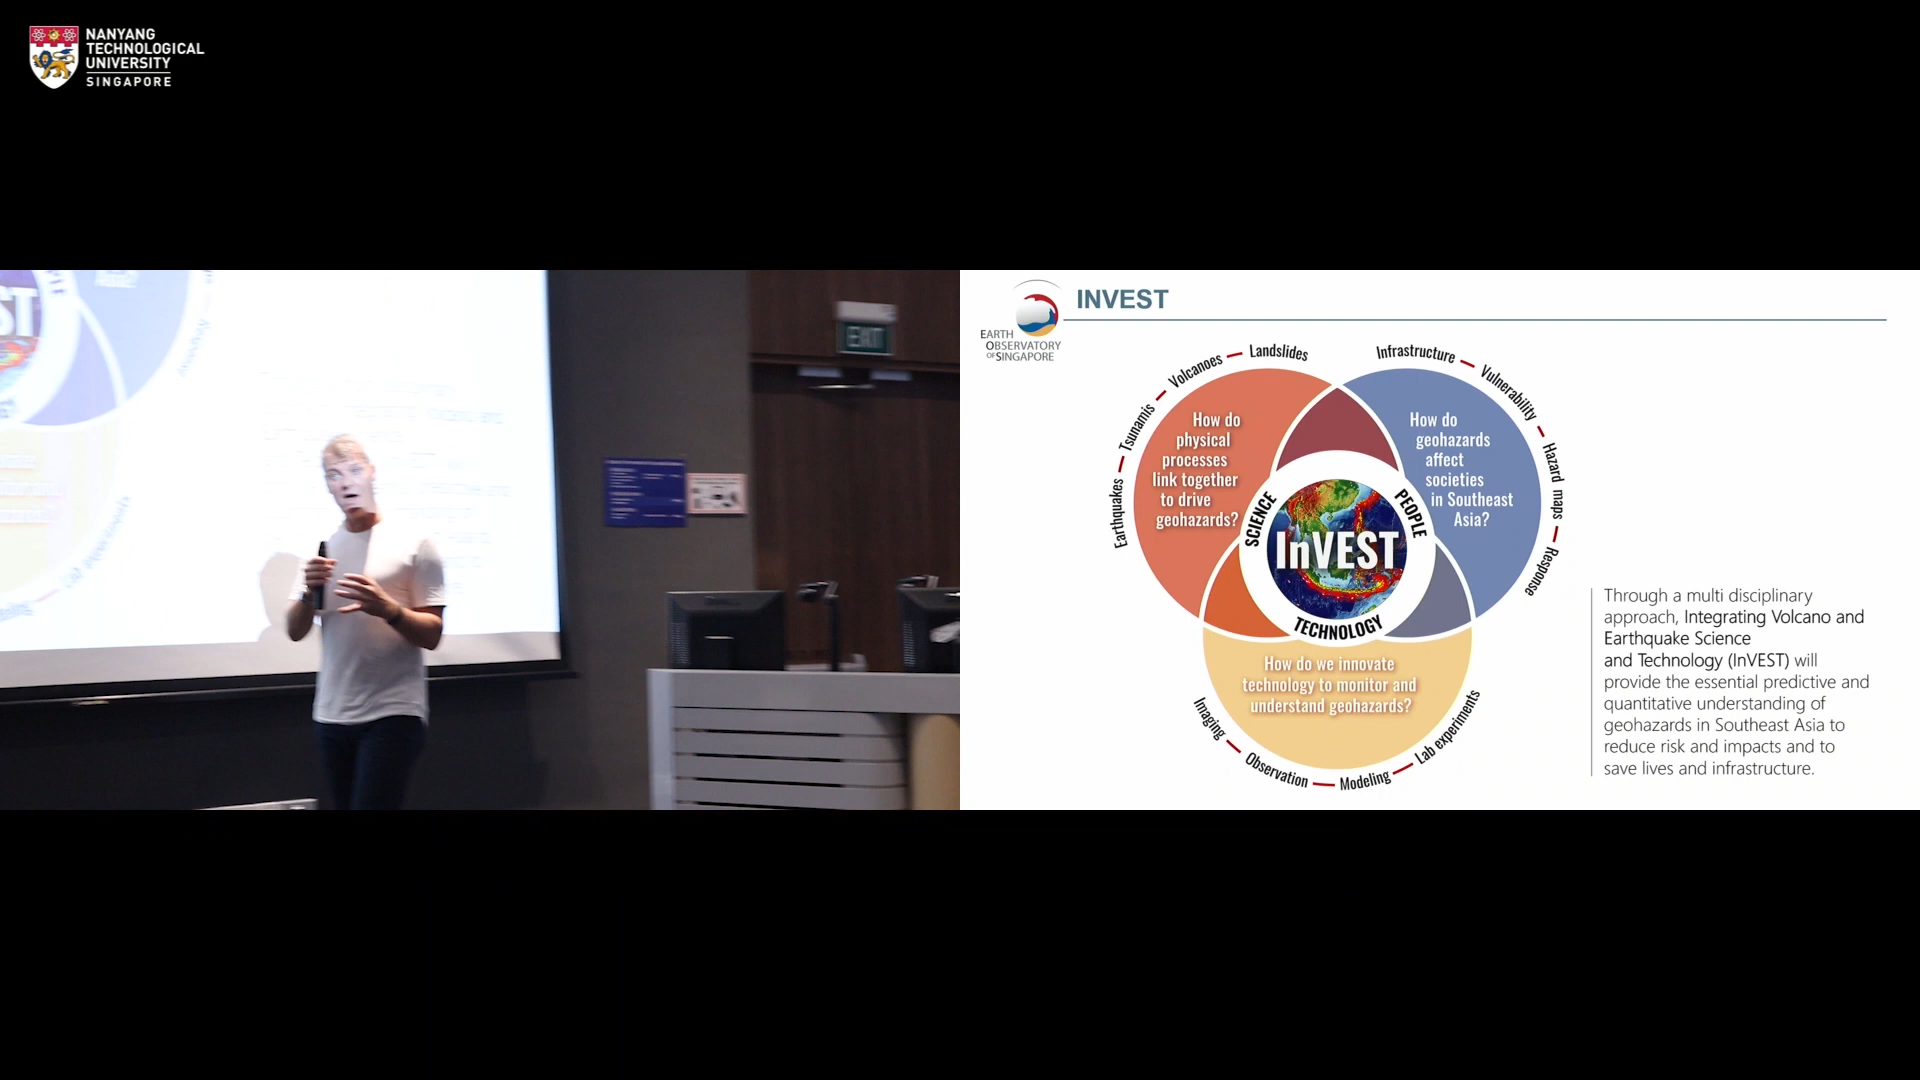 NANYANG
TECHNOLOGICAL
UNIVERSITY
SINGAPORE
EXIT
ST
EARTH
OBSERVATORY
OF SINGAPORE
INVEST
Earthquakes – Tsunamis – Volcanoes – Landslides
Infrastructure – Vulnerability – Hazard maps – Response
How do
physical
processes
link together
to drive
geohazards?
How do
geohazards
affect
societies
in Southeast
Asia?
SCIENCE
PEOPLE
InVEST
TECHNOLOGY
How do we innovate
technology to monitor and
understand geohazards?
Imaging – Observation – Modeling – Lab experiments
Through a multi disciplinary
approach, Integrating Volcano and
Earthquake Science
and Technology (InVEST) will
provide the essential predictive and
quantitative understanding of
geohazards in Southeast Asia to
reduce risk and impacts and to
save lives and infrastructure.